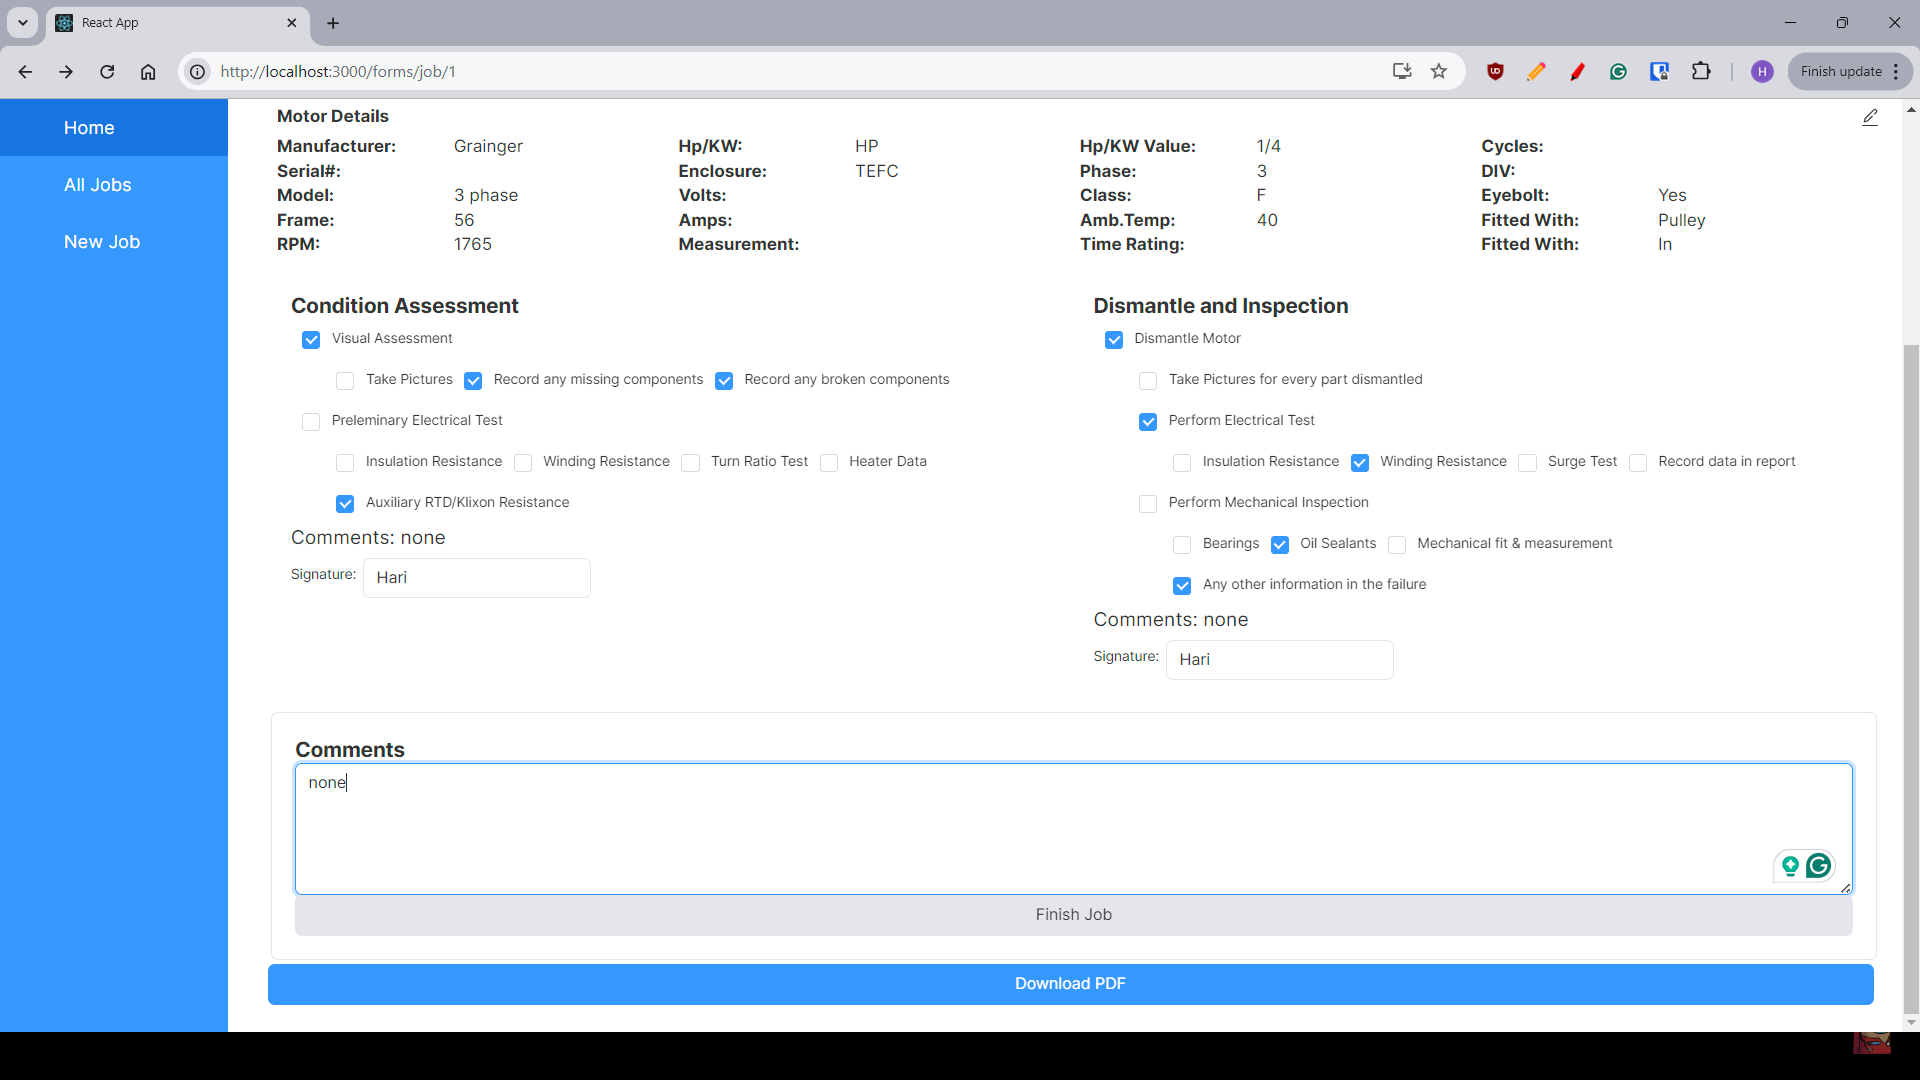 React App
http://localhost:3000/forms/job/1
H
Finish update
Home
All Jobs
New Job
Motor Details
Manufacturer: Grainger Hp/KW: HP Hp/KW Value: 1/4 Cycles:
Serial#: Enclosure: TEFC Phase: 3 DIV:
Model: 3 phase Volts: Class: F Eyebolt: Yes
Frame: 56 Amps: Amb.Temp: 40 Fitted With: Pulley
RPM: 1765 Measurement: Time Rating: Fitted With: In
Condition Assessment
Visual Assessment
Take Pictures Record any missing components Record any broken components
Preleminary Electrical Test
Insulation Resistance Winding Resistance Turn Ratio Test Heater Data
Auxiliary RTD/Klixon Resistance
Comments: none
Signature: Hari
Dismantle and Inspection
Dismantle Motor
Take Pictures for every part dismantled
Perform Electrical Test
Insulation Resistance Winding Resistance Surge Test Record data in report
Perform Mechanical Inspection
Bearings Oil Sealants Mechanical fit & measurement
Any other information in the failure
Comments: none
Signature: Hari
Comments
none
Finish Job
Download PDF